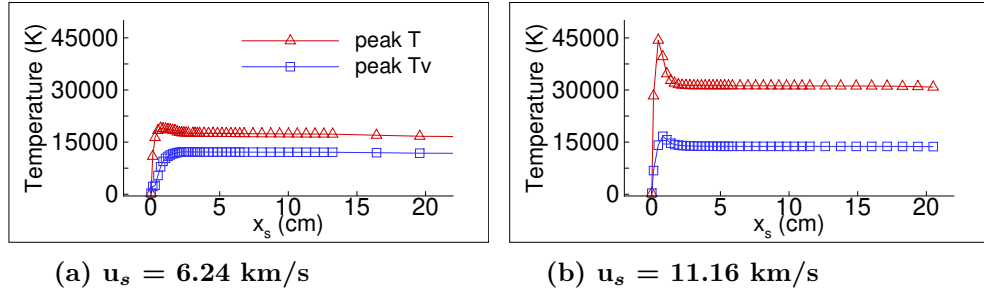 Temperature (K)
45000
30000
15000
0
peak T
peak Tv
0 5 10 15 20
x_s (cm)
(a) u_s = 6.24 km/s
Temperature (K)
45000
30000
15000
0
0 5 10 15 20
x_s (cm)
(b) u_s = 11.16 km/s